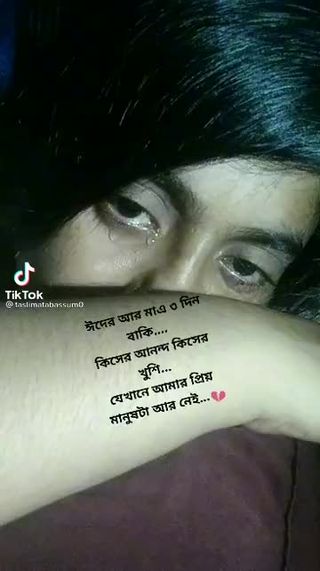 TikTok
@taslimatabassum0
ঈদের আর মাএ ৩ দিন
বাকি....
কিসের আনন্দ কিসের
খুশি...
যেখানে আমার প্রিয়
মানুষটা আর নেই...💔